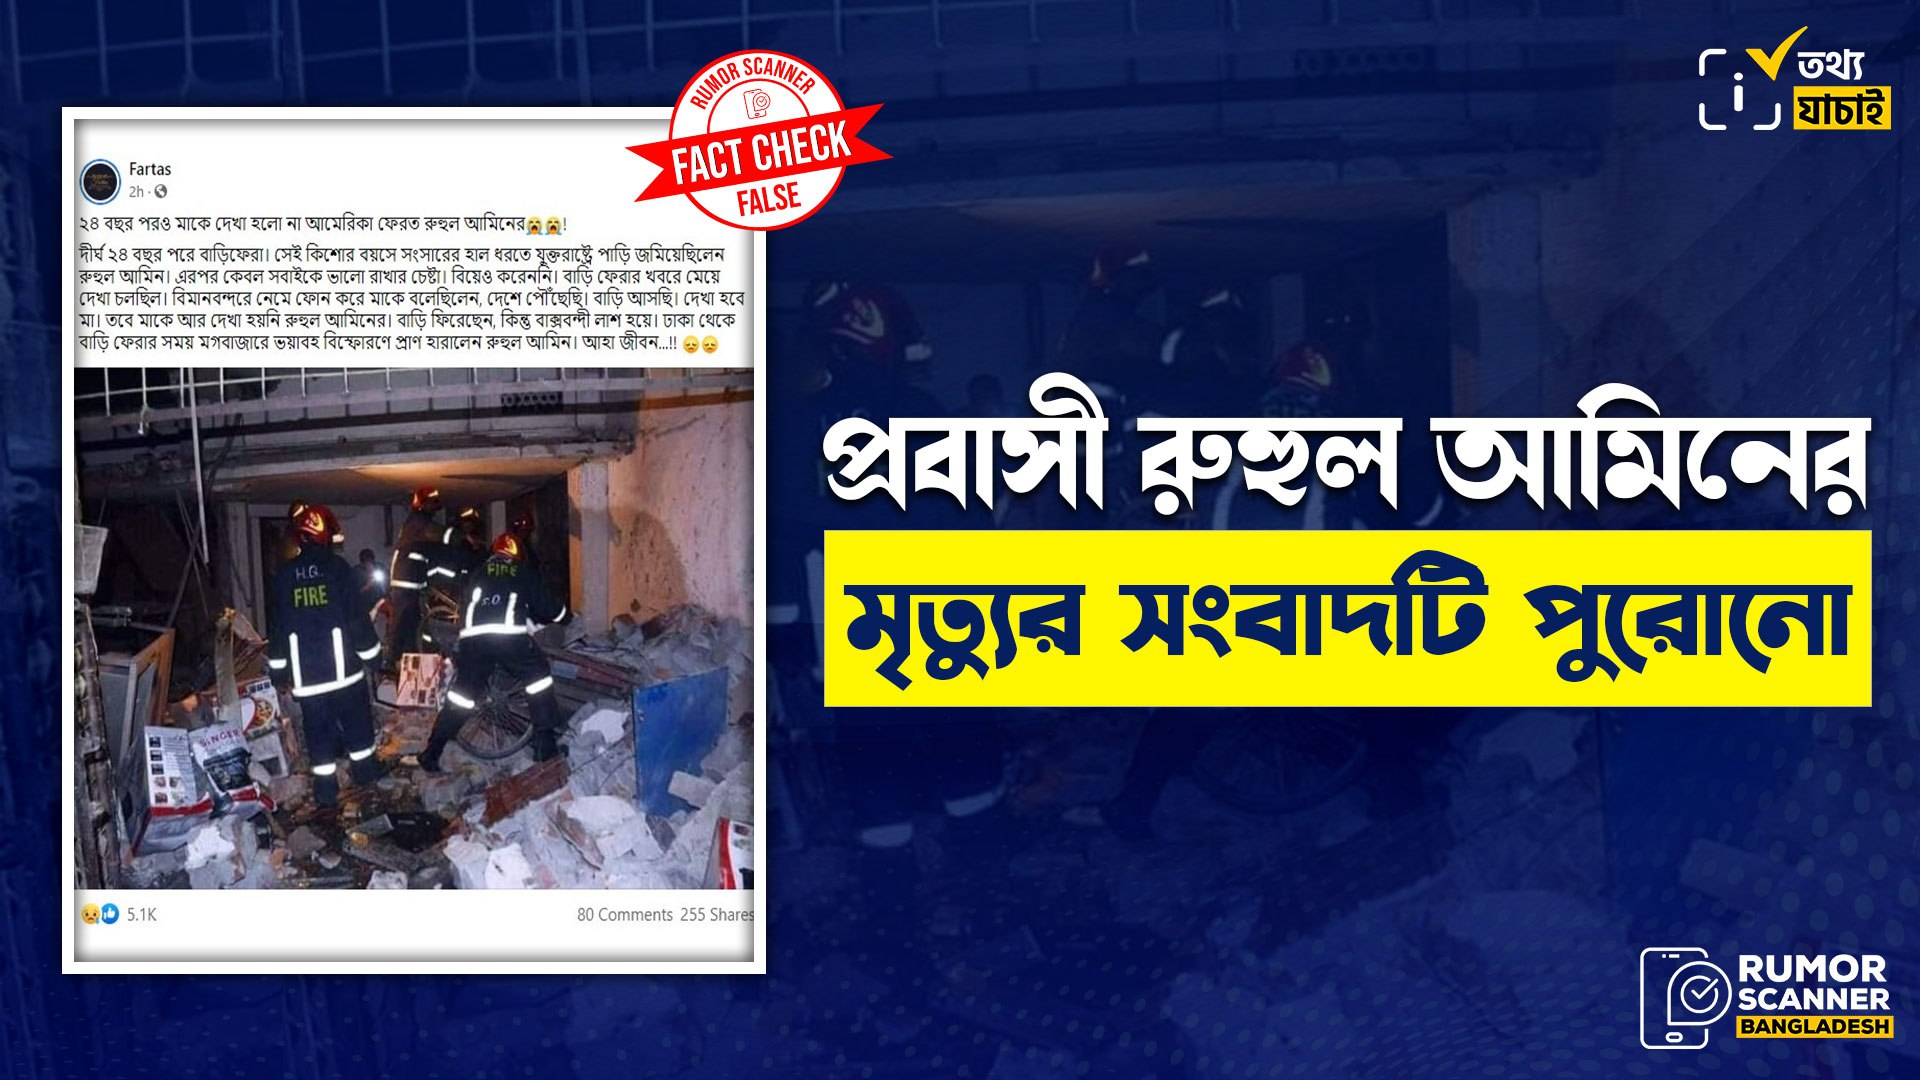 Fartas
2h
২৪ বছর পরও মাকে দেখা হলো না আমেরিকা ফেরত রুহুল আমিনের😭😭!
দীর্ঘ ২৪ বছর পরে বাড়িফেরা। সেই কিশোর বয়সে সংসারের হাল ধরতে যুক্তরাষ্ট্রে পাড়ি জমিয়েছিলেন
রুহুল আমিন। এরপর কেবল সবাইকে ভালো রাখার চেষ্টা। বিয়েও করেননি। বাড়ি ফেরার খবরে মেয়ে
দেখা চলছিল। বিমানবন্দরে নেমে ফোন করে মাকে বলেছিলেন, দেশে পৌঁছেছি। বাড়ি আসছি। দেখা হবে
মা। তবে মাকে আর দেখা হয়নি রুহুল আমিনের। বাড়ি ফিরেছেন, কিন্তু বাক্সবন্দী লাশ হয়ে। ঢাকা থেকে
বাড়ি ফেরার সময় মগবাজারে ভয়াবহ বিস্ফোরণে প্রাণ হারালেন রুহুল আমিন। আহা জীবন...!! 😞😞
H.Q.
FIRE
FIRE
S.O
SINGER
5.1K
80 Comments 255 Shares
RUMOR SCANNER
FACT CHECK
FALSE
তথ্য
যাচাই
প্রবাসী রুহুল আমিনের
মৃত্যুর সংবাদটি পুরোনো
RUMOR
SCANNER
BANGLADESH